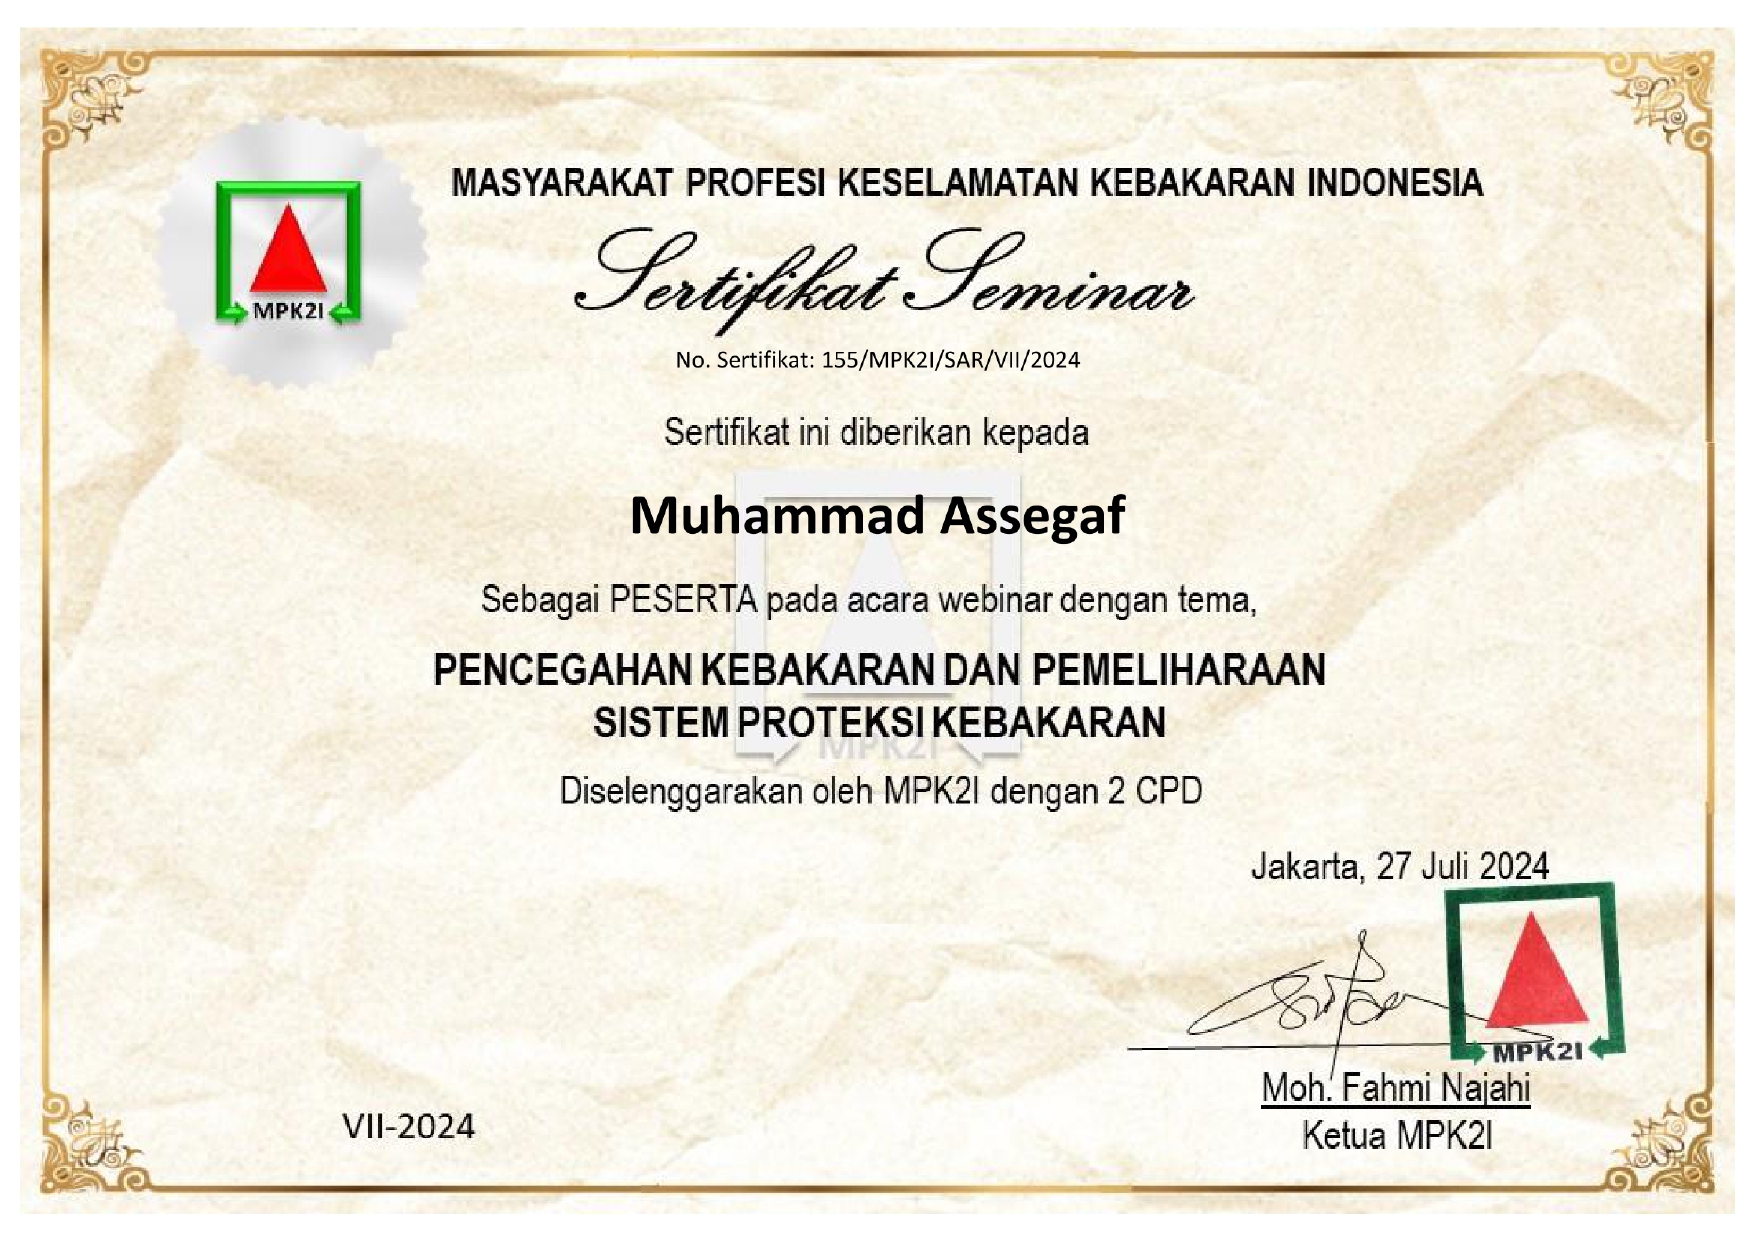 MPK2I
MASYARAKAT PROFESI KESELAMATAN KEBAKARAN INDONESIA
Sertifikat Seminar
No. Sertifikat: 155/MPK2I/SAR/VII/2024
Sertifikat ini diberikan kepada
Muhammad Assegaf
Sebagai PESERTA pada acara webinar dengan tema,
PENCEGAHAN KEBAKARAN DAN PEMELIHARAAN
SISTEM PROTEKSI KEBAKARAN
MPK2I
Diselenggarakan oleh MPK2I dengan 2 CPD
Jakarta, 27 Juli 2024
MPK2I
Moh. Fahmi Najahi
Ketua MPK2I
VII-2024